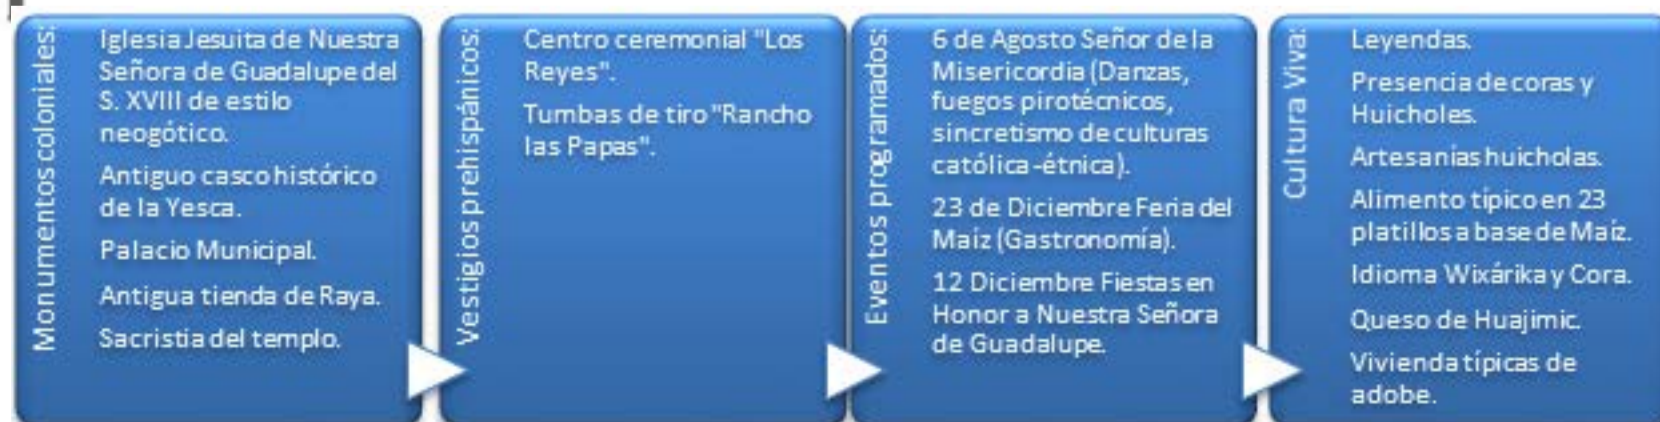 Monumentos coloniales:
Iglesia Jesuita de Nuestra
Señora de Guadalupe del
S. XVIII de estilo
neogótico.
Antiguo casco histórico
de la Yesca.
Palacio Municipal.
Antigua tienda de Raya.
Sacristia del templo.
Vestigios prehispánicos:
Centro ceremonial "Los
Reyes".
Tumbas de tiro "Rancho
las Papas".
Eventos programados:
6 de Agosto Señor de la
Misericordia (Danzas,
fuegos pirotécnicos,
sincretismo de culturas
católica-étnica).
23 de Diciembre Feria del
Maíz (Gastronomía).
12 Diciembre Fiestas en
Honor a Nuestra Señora
de Guadalupe.
Cultura Viva:
Leyendas.
Presencia de coras y
Huicholes.
Artesanías huicholas.
Alimento típico en 23
platillos a base de Maíz.
Idioma Wixárika y Cora.
Queso de Huajimic.
Vivienda típicas de
adobe.